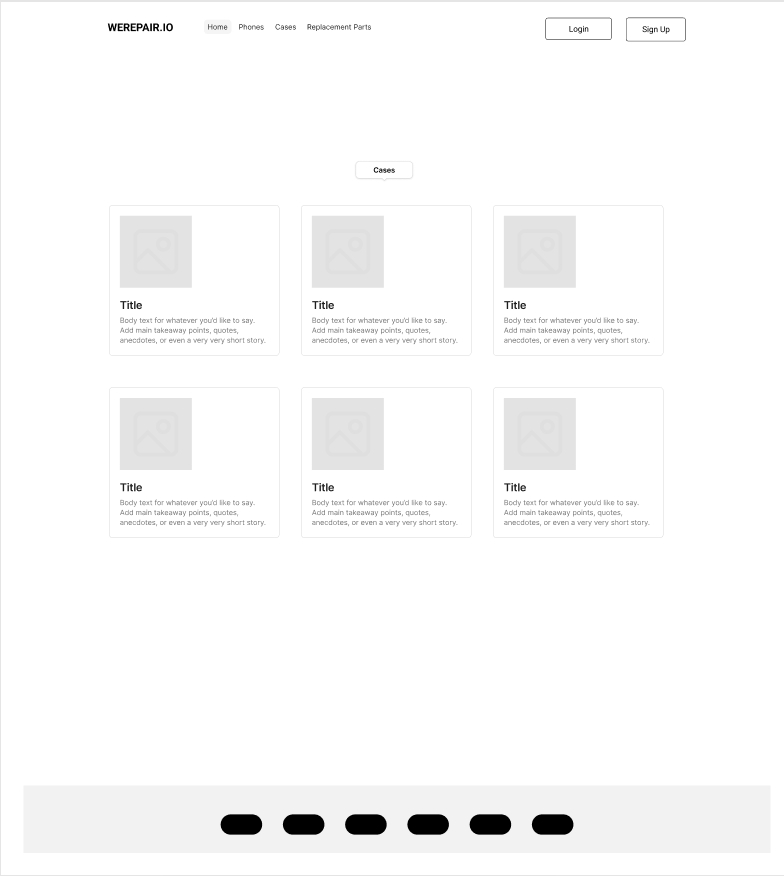 WEREPAIR.IO Home Phones Cases Replacement Parts Login Sign Up
Cases
Title
Body text for whatever you'd like to say.
Add main takeaway points, quotes,
anecdotes, or even a very very short story.
Title
Body text for whatever you'd like to say.
Add main takeaway points, quotes,
anecdotes, or even a very very short story.
Title
Body text for whatever you'd like to say.
Add main takeaway points, quotes,
anecdotes, or even a very very short story.
Title
Body text for whatever you'd like to say.
Add main takeaway points, quotes,
anecdotes, or even a very very short story.
Title
Body text for whatever you'd like to say.
Add main takeaway points, quotes,
anecdotes, or even a very very short story.
Title
Body text for whatever you'd like to say.
Add main takeaway points, quotes,
anecdotes, or even a very very short story.